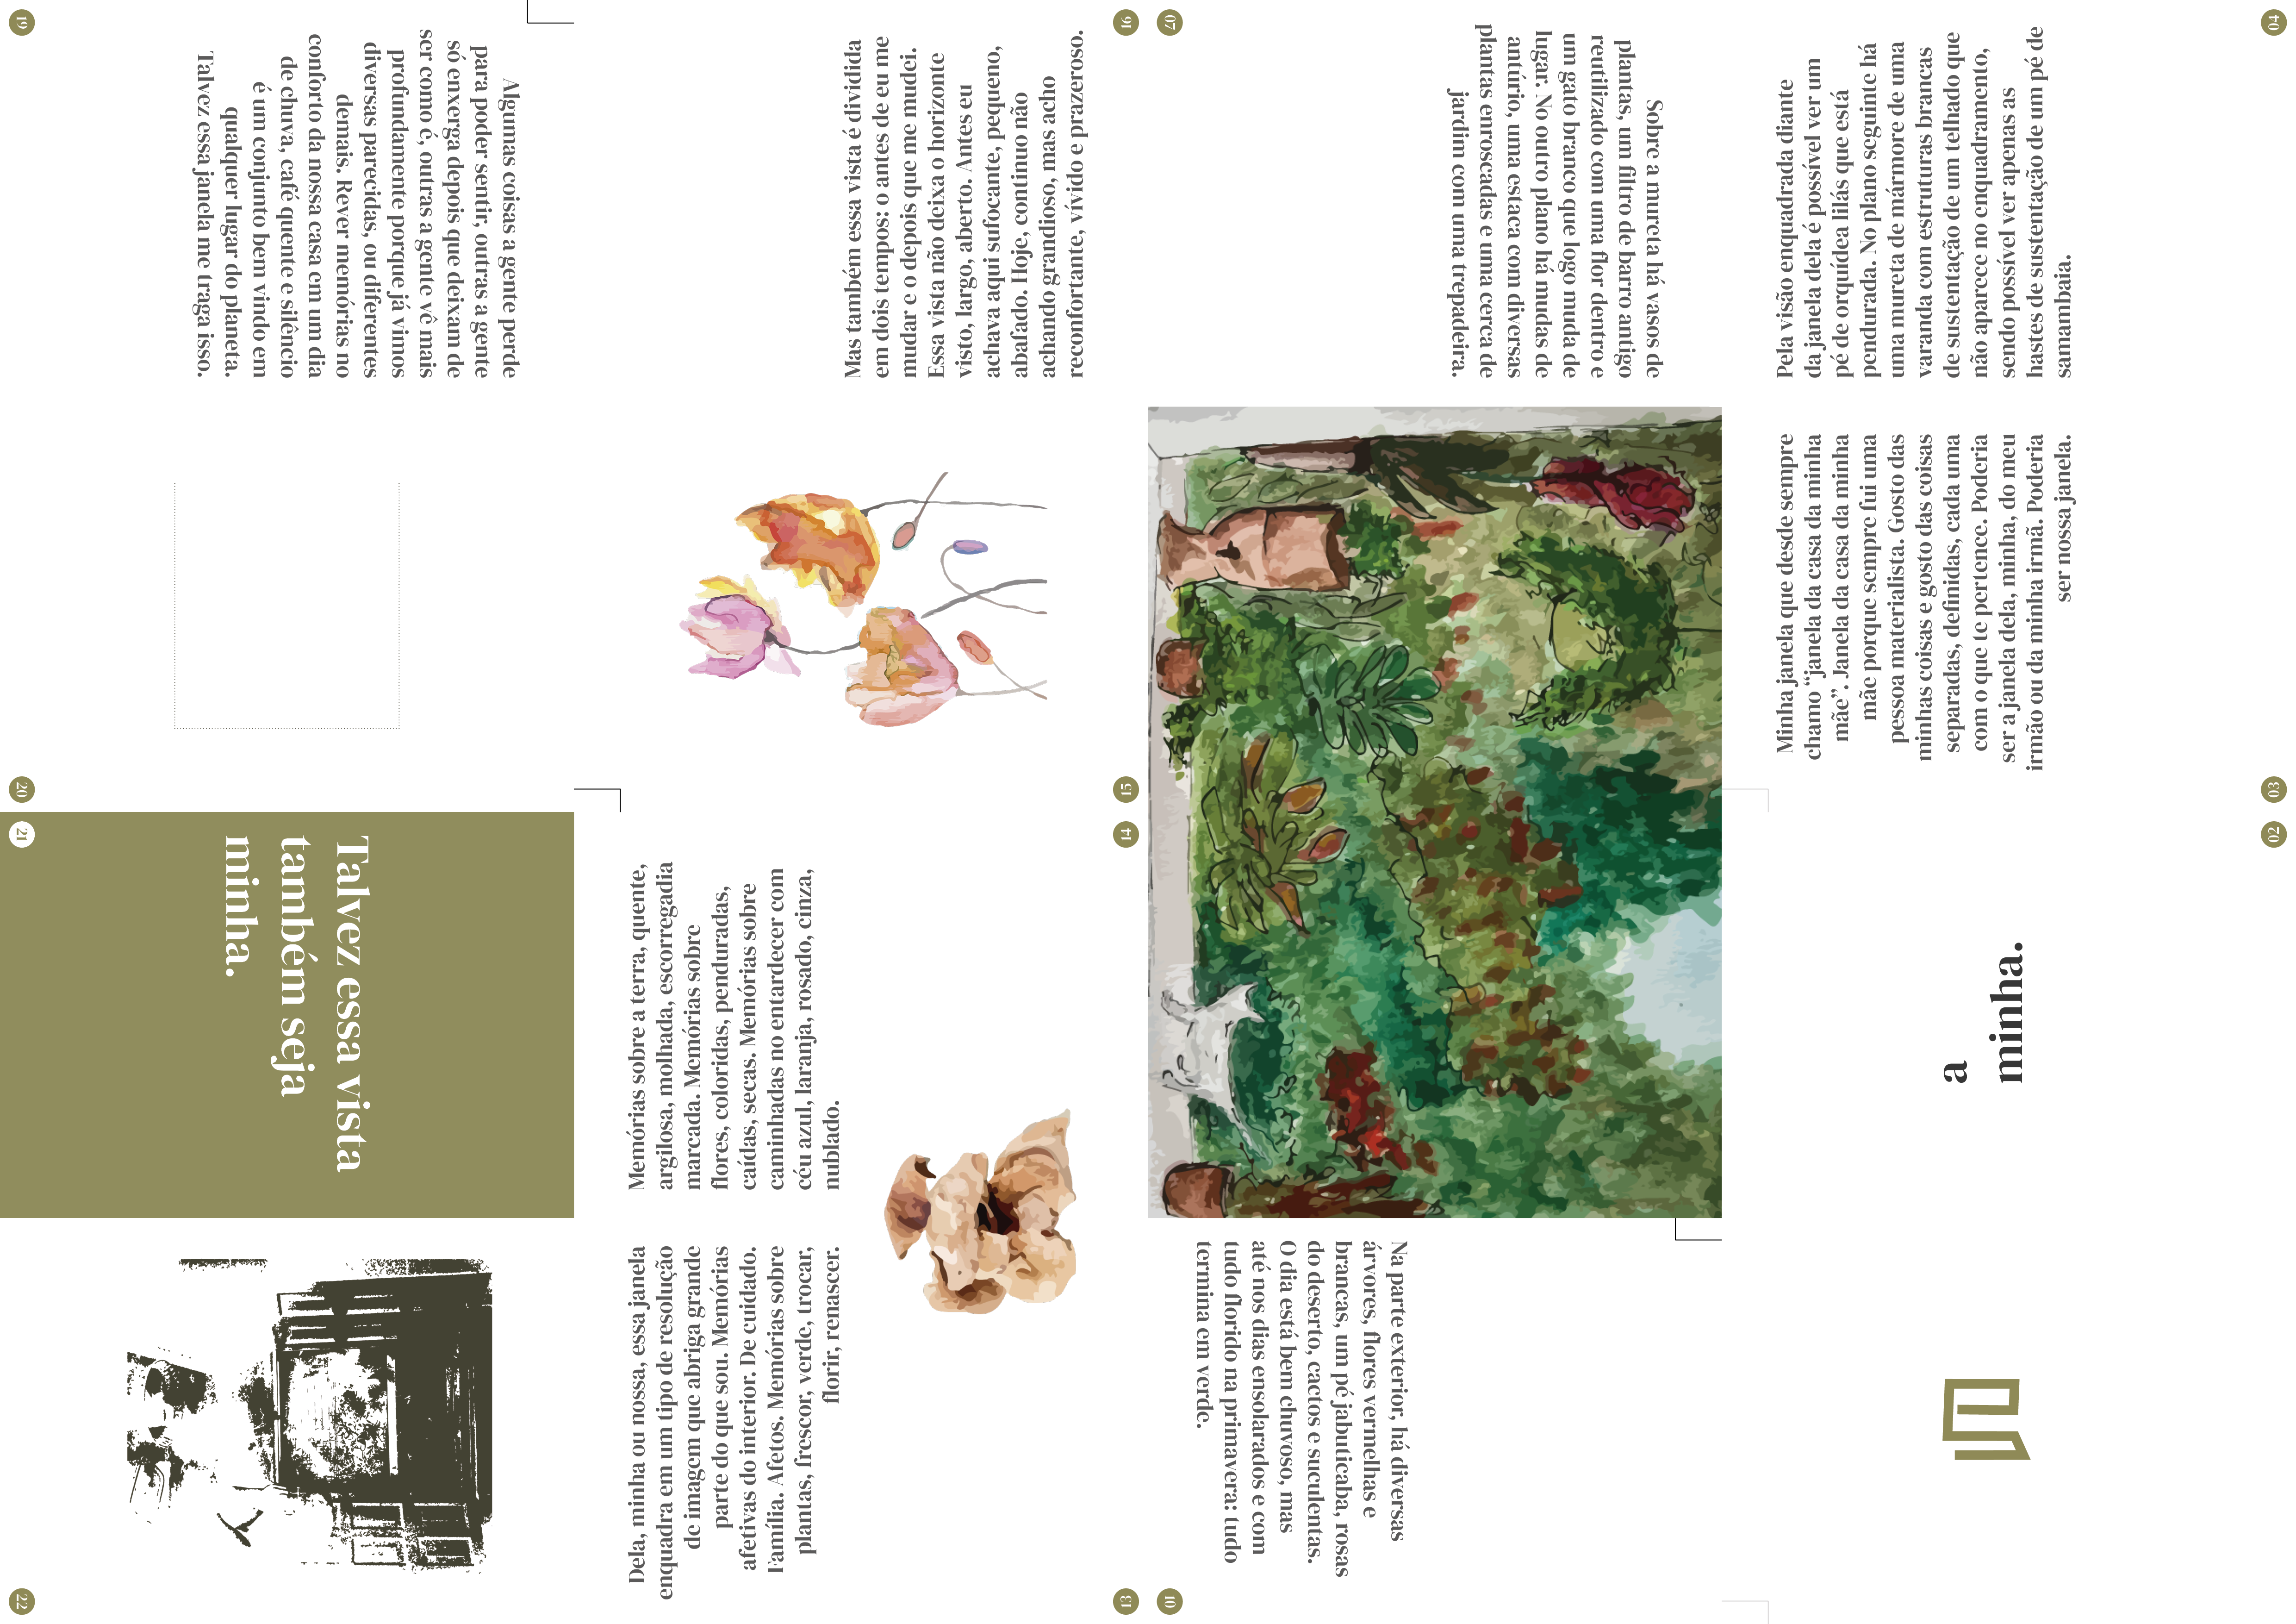 02
a
minha.
03
Minha janela que desde sempre
chamo “janela da casa da minha
mãe”. Janela da casa da minha
mãe porque sempre fui uma
pessoa materialista. Gosto das
minhas coisas e gosto das coisas
separadas, definidas, cada uma
com o que te pertence. Poderia
ser a janela dela, minha, do meu
irmão ou da minha irmã. Poderia
ser nossa janela.
04
Pela visão enquadrada diante
da janela dela é possível ver um
pé de orquídea lilás que está
pendurada. No plano seguinte há
uma mureta de mármore de uma
varanda com estruturas brancas
de sustentação de um telhado que
não aparece no enquadramento,
sendo possível ver apenas as
hastes de sustentação de um pé de
samambaia.
07
Sobre a mureta há vasos de
plantas, um filtro de barro antigo
reutilizado com uma flor dentro e
um gato branco que logo muda de
lugar. No outro plano há mudas de
antúrio, uma estaca com diversas
plantas enroscadas e uma cerca de
jardim com uma trepadeira.
10
Na parte exterior, há diversas
árvores, flores vermelhas e
brancas, um pé jabuticaba, rosas
do deserto, cactos e suculentas.
O dia está bem chuvoso, mas
até nos dias ensolarados e com
tudo florido na primavera: tudo
termina em verde.
13
Dela, minha ou nossa, essa janela
enquadra em um tipo de resolução
de imagem que abriga grande
parte do que sou. Memórias
afetivas do interior. De cuidado.
Família. Afetos. Memórias sobre
plantas, frescor, verde, trocar,
florir, renascer.
14
Memórias sobre a terra, quente,
argilosa, molhada, escorregadia
marcada. Memórias sobre
flores, coloridas, penduradas,
caídas, secas. Memórias sobre
caminhadas no entardecer com
céu azul, laranja, rosado, cinza,
nublado.
15
16
Mas também essa vista é dividida
em dois tempos: o antes de eu me
mudar e o depois que me mudei.
Essa vista não deixa o horizonte
visto, largo, aberto. Antes eu
achava aqui sufocante, pequeno,
abafado. Hoje, continuo não
achando grandioso, mas acho
reconfortante, vívido e prazeroso.
19
Algumas coisas a gente perde
para poder sentir, outras a gente
só enxerga depois que deixam de
ser como é, outras a gente vê mais
profundamente porque já vimos
diversas parecidas, ou diferentes
demais. Rever memórias no
conforto da nossa casa em um dia
de chuva, café quente e silêncio
é um conjunto bem vindo em
qualquer lugar do planeta.
Talvez essa janela me traga isso.
20
21
Talvez essa vista
também seja
minha.
22